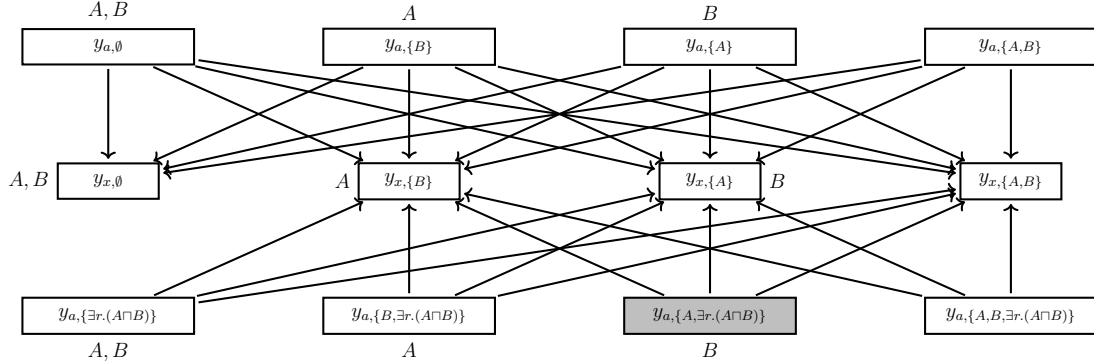 A, B A B
y_{a,∅} y_{a,{B}} y_{a,{A}} y_{a,{A,B}}
A, B y_{x,∅} A y_{x,{B}} y_{x,{A}} B y_{x,{A,B}}
y_{a,{∃r.(A⊓B)}} y_{a,{B,∃r.(A⊓B)}} y_{a,{A,∃r.(A⊓B)}} y_{a,{A,B,∃r.(A⊓B)}}
A, B A B